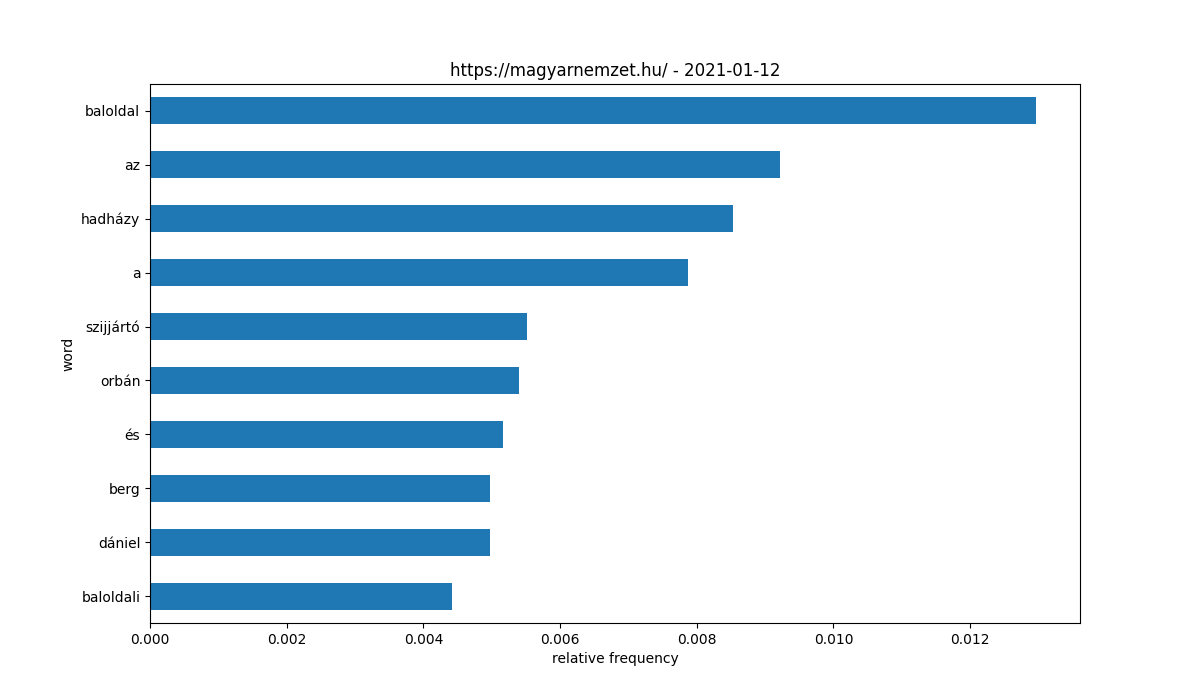 https://magyarnemzet.hu/ - 2021-01-12
baloldal
az
hadházy
a
szijjártó
orbán
és
berg
dániel
baloldali
word
0.000 0.002 0.004 0.006 0.008 0.010 0.012
relative frequency